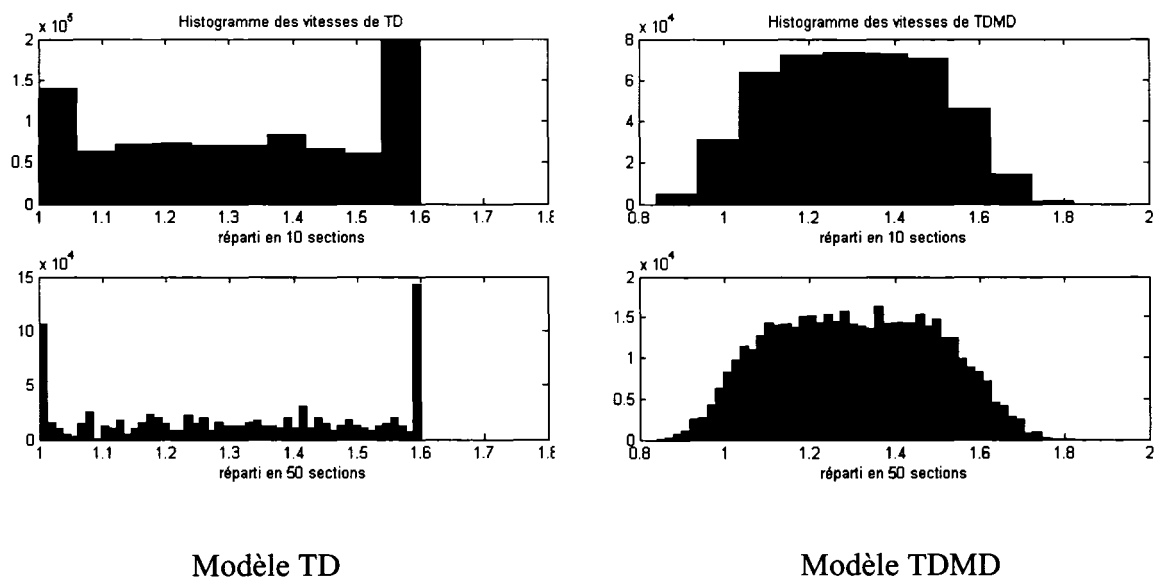 Histogramme des vitesses de TD
x 10^5
2
1.5
1
0.5
0
1 1.1 1.2 1.3 1.4 1.5 1.6 1.7 1.8
réparti en 10 sections
x 10^4
15
10
5
0
1 1.1 1.2 1.3 1.4 1.5 1.6 1.7 1.8
réparti en 50 sections
Modèle TD
Histogramme des vitesses de TDMD
x 10^4
8
6
4
2
0
0.8 1 1.2 1.4 1.6 1.8 2
réparti en 10 sections
x 10^4
2
1.5
1
0.5
0
0.8 1 1.2 1.4 1.6 1.8 2
réparti en 50 sections
Modèle TDMD